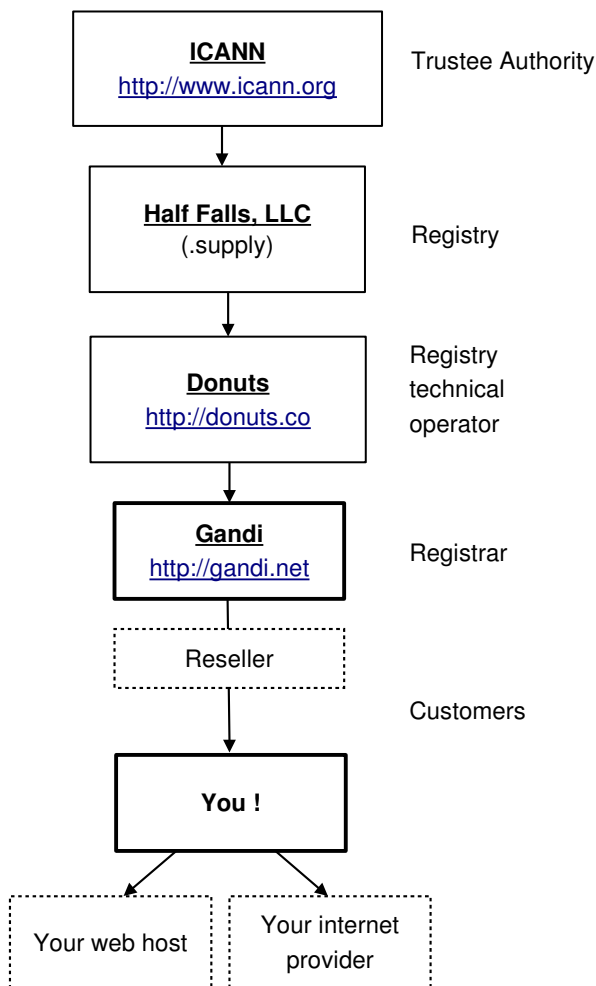 ICANN
http://www.icann.org
Trustee Authority
Half Falls, LLC
(.supply)
Registry
Donuts
http://donuts.co
Registry
technical
operator
Gandi
http://gandi.net
Registrar
Reseller
Customers
You !
Your web host
Your internet
provider